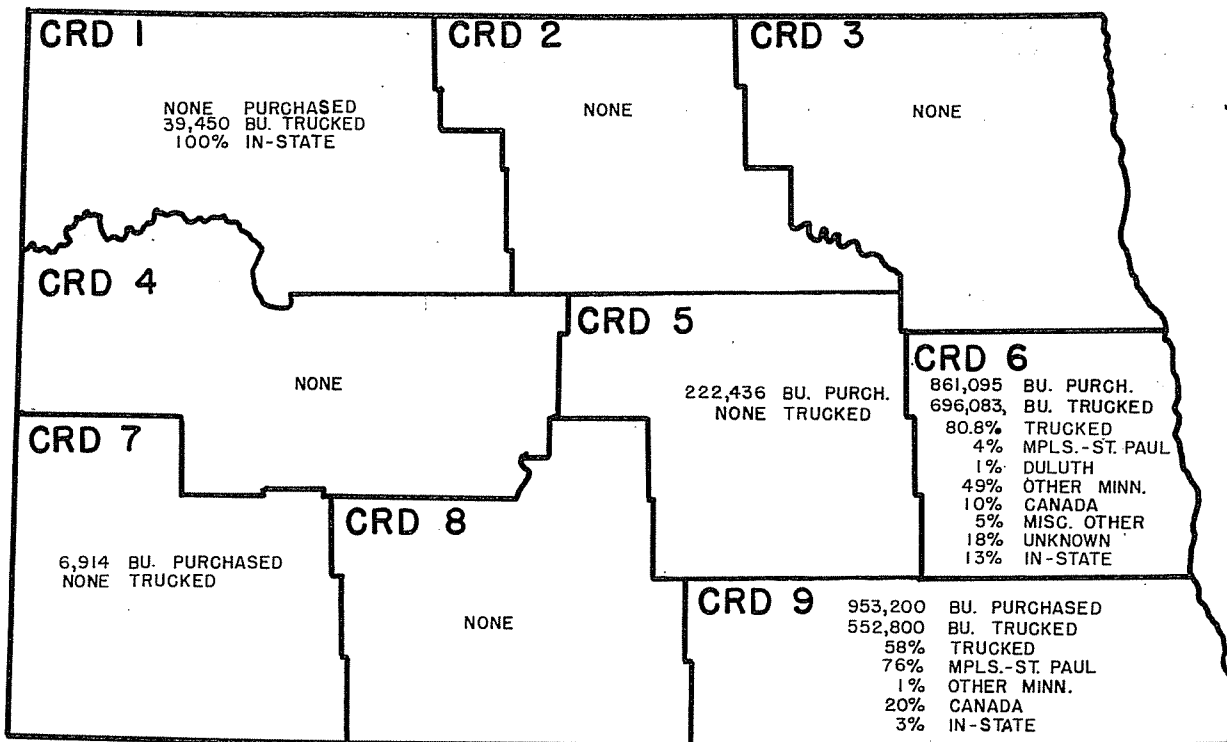 CRD 1
NONE PURCHASED
39,450 BU. TRUCKED
100% IN-STATE
CRD 2
NONE
CRD 3
NONE
CRD 4
NONE
CRD 5
222,436 BU. PURCH.
NONE TRUCKED
CRD 6
861,095 BU. PURCH.
696,083, BU. TRUCKED
80.8% TRUCKED
4% MPLS.-ST. PAUL
1% DULUTH
49% OTHER MINN.
10% CANADA
5% MISC. OTHER
18% UNKNOWN
13% IN-STATE
CRD 7
6,914 BU. PURCHASED
NONE TRUCKED
CRD 8
NONE
CRD 9
953,200 BU. PURCHASED
552,800 BU. TRUCKED
58% TRUCKED
76% MPLS.-ST. PAUL
1% OTHER MINN.
20% CANADA
3% IN-STATE